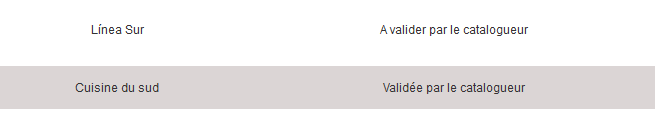 Línea Sur A valider par le catalogueur
Cuisine du sud Validée par le catalogueur